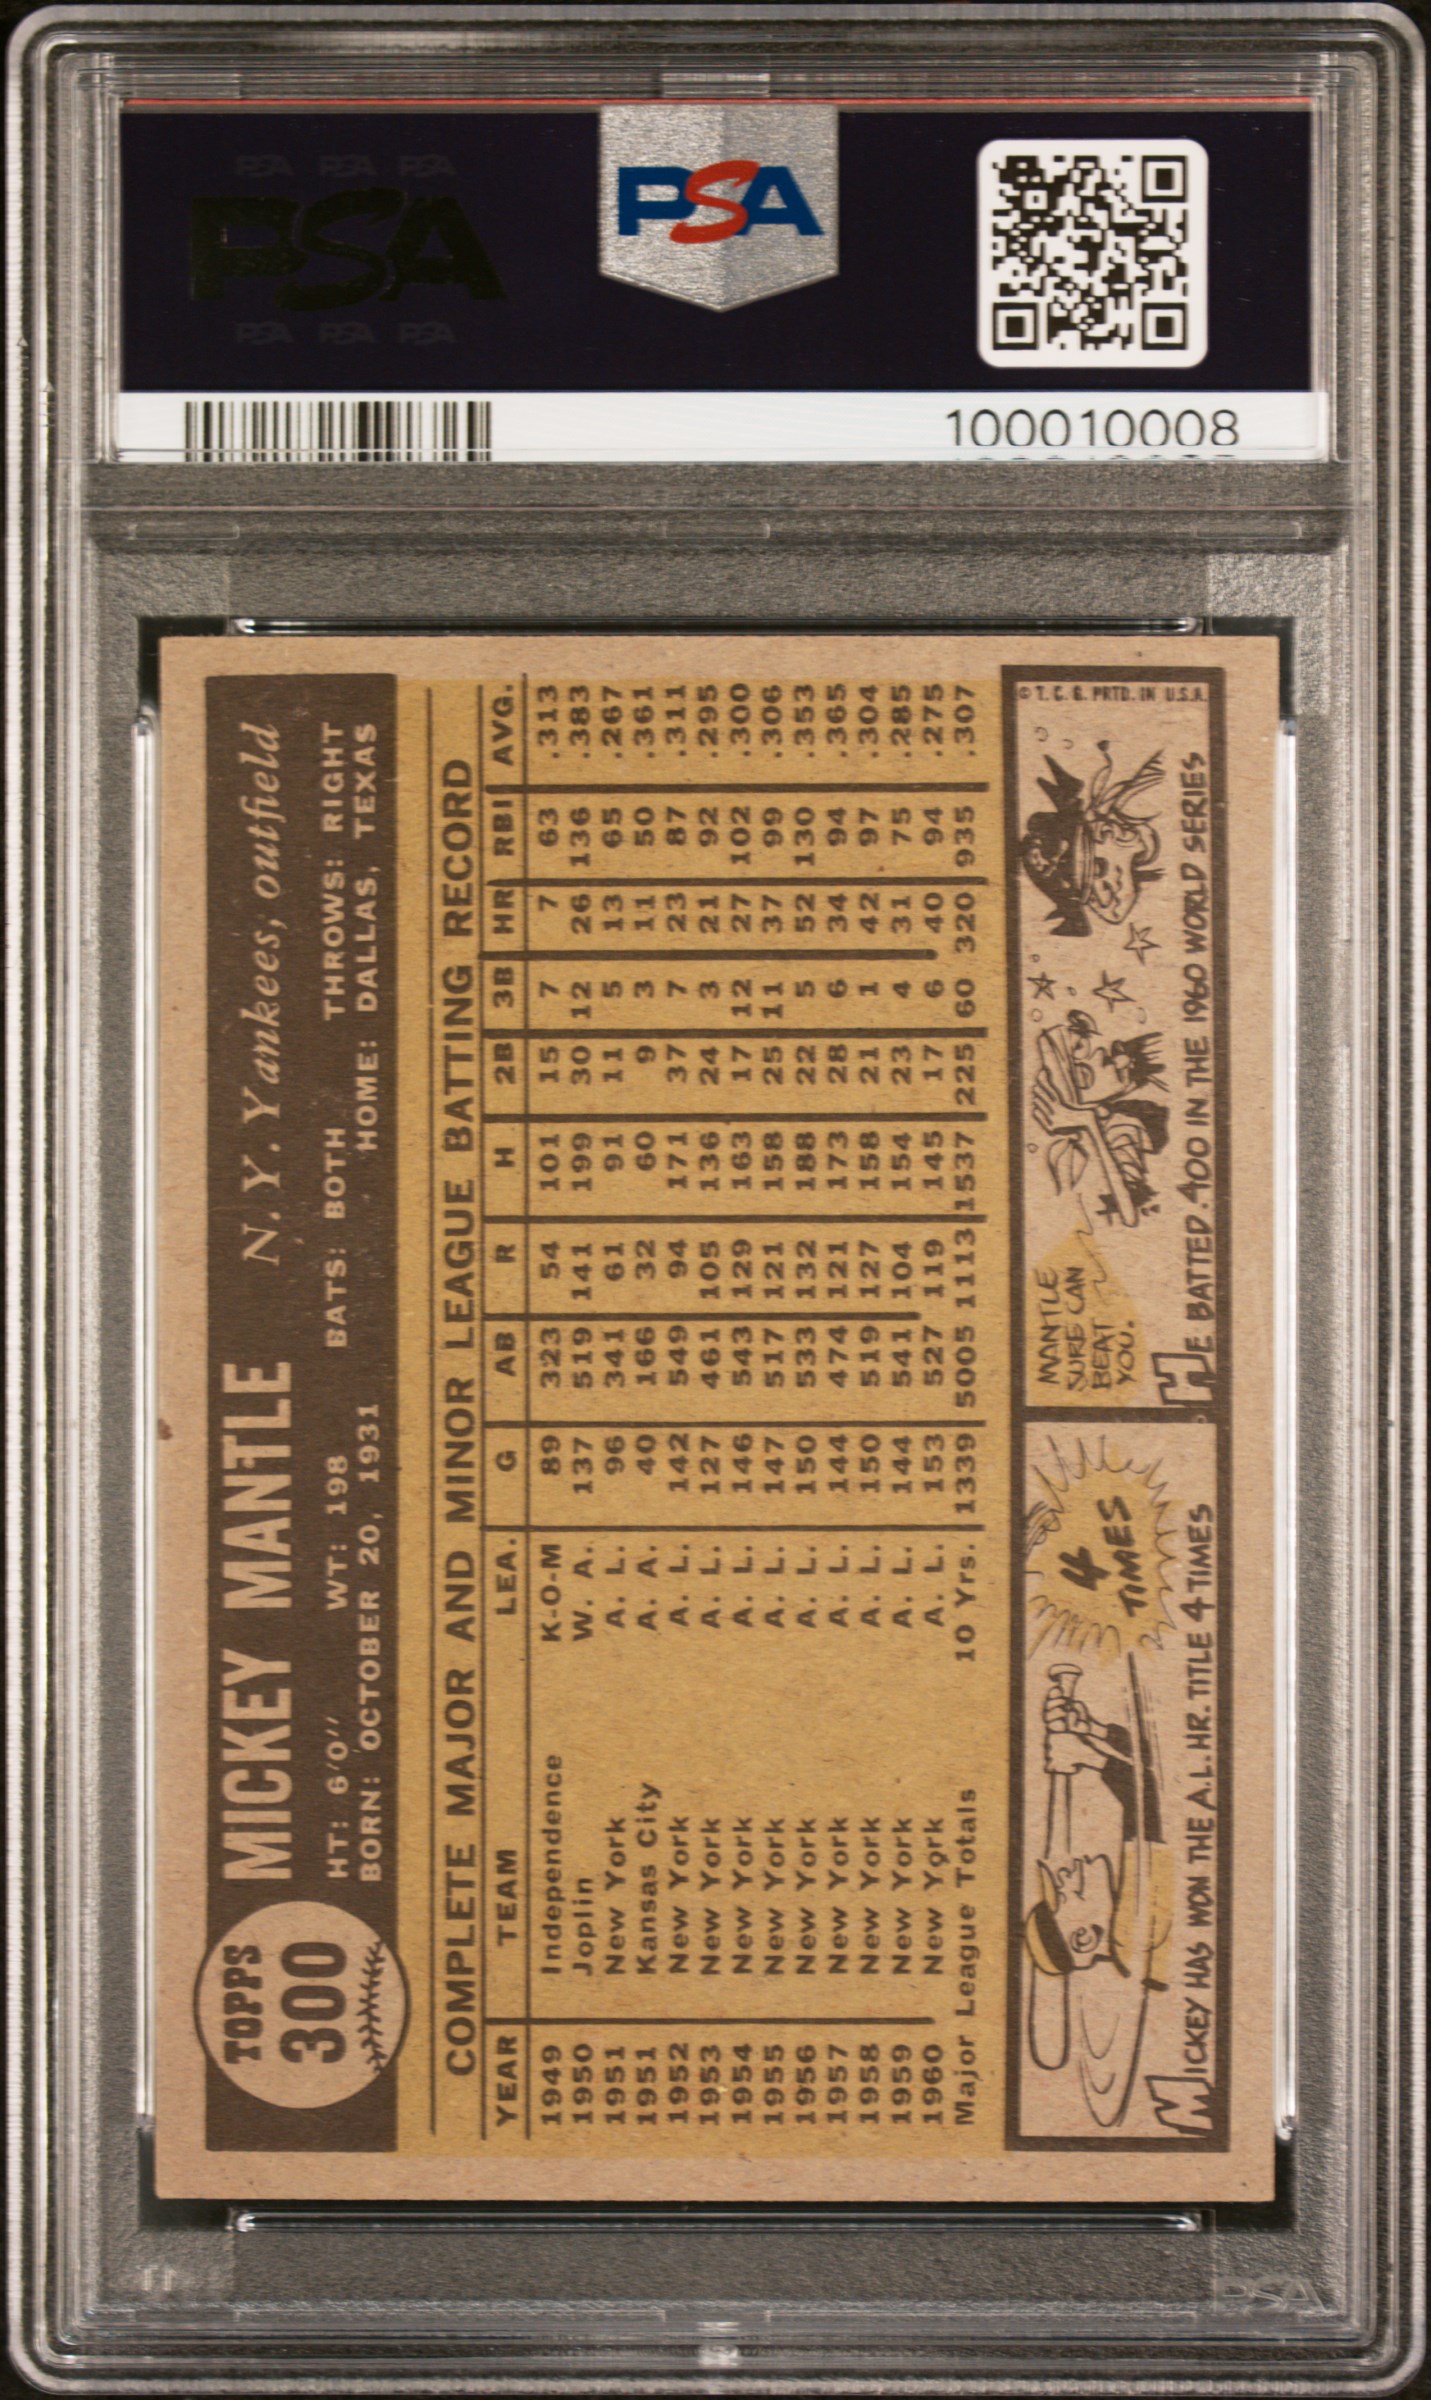 PSA PSA PSA
PSA
PSA PSA PSA
PSA
100010008
TOPPS
300
MICKEY MANTLE N. Y. Yankees, outfield
HT: 6'0" WT: 198 BATS: BOTH THROWS: RIGHT
BORN: OCTOBER 20, 1931 HOME: DALLAS, TEXAS
COMPLETE MAJOR AND MINOR LEAGUE BATTING RECORD
YEAR TEAM LEA. G AB R H 2B 3B HR RBI AVG.
1949 Independence K-O-M 89 323 54 101 15 7 7 63 .313
1950 Joplin W. A. 137 519 141 199 30 12 26 136 .383
1951 New York A. L. 96 341 61 91 11 5 13 65 .267
1951 Kansas City A. A. 40 166 32 60 9 3 11 50 .361
1952 New York A. L. 142 549 94 171 37 7 23 87 .311
1953 New York A. L. 127 461 105 136 24 3 21 92 .295
1954 New York A. L. 146 543 129 163 17 12 27 102 .300
1955 New York A. L. 147 517 121 158 25 11 37 99 .306
1956 New York A. L. 150 533 132 188 22 5 52 130 .353
1957 New York A. L. 144 474 121 173 28 6 34 94 .365
1958 New York A. L. 150 519 127 158 21 1 42 97 .304
1959 New York A. L. 144 541 104 154 23 4 31 75 .285
1960 New York A. L. 153 527 119 145 17 6 40 94 .275
Major League Totals 10 Yrs. 1339 5005 1113 1537 225 60 320 935 .307
4
TIMES
MICKEY HAS WON THE A.L. HR. TITLE 4 TIMES
MANTLE
SURE CAN
BEAT
YOU.
HE BATTED .400 IN THE 1960 WORLD SERIES
© T. C. G. PRTD. IN U.S.A.
PSA